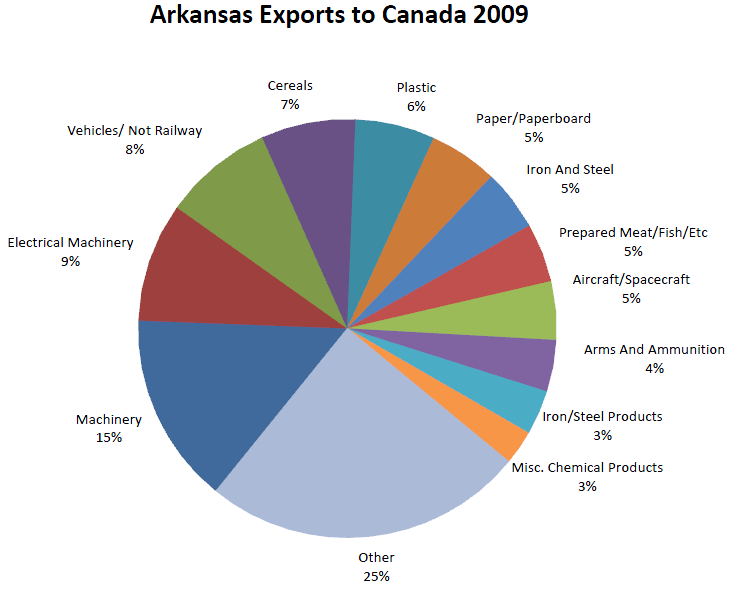 Arkansas Exports to Canada 2009
Cereals
7%
Plastic
6%
Paper/Paperboard
5%
Vehicles/ Not Railway
8%
Iron And Steel
5%
Prepared Meat/Fish/Etc
5%
Electrical Machinery
9%
Aircraft/Spacecraft
5%
Arms And Ammunition
4%
Machinery
15%
Iron/Steel Products
3%
Misc. Chemical Products
3%
Other
25%